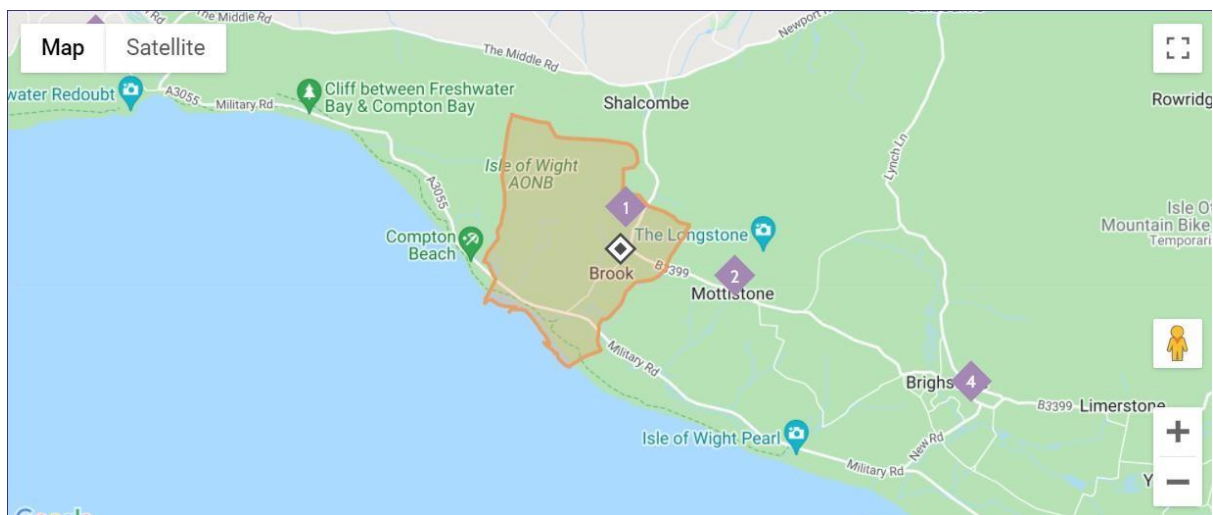 Map
Satellite
The Middle Rd
The Middle Rd
Newport R
water Redoubt
A3055
Military Rd
Cliff between Freshwater
Bay & Compton Bay
Shalcombe
Rowridg
Lynch Ln
Isle of Wight
AONB
A3055
1
Isle O
Mountain Bike
Temporari
Compton
Beach
The Longstone
Brook
B3399
2
Mottistone
Military Rd
Brighs
4
B3399
Limerstone
Isle of Wight Pearl
New Rd
Military Rd
Y
+
−